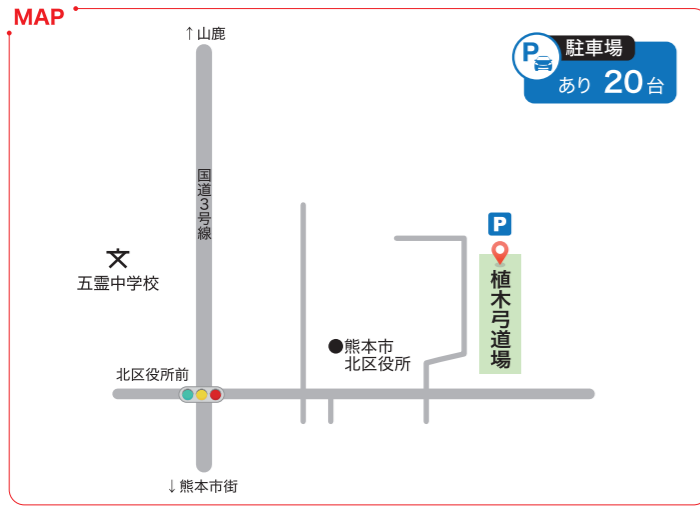 MAP
↑山鹿
P
駐車場
あり 20台
国道3号線
P
文
五霊中学校
植木弓道場
●熊本市
北区役所
北区役所前
↓熊本市街